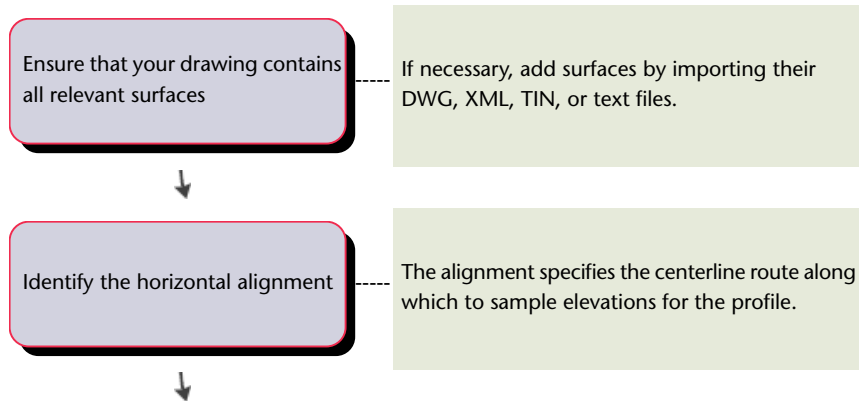 Ensure that your drawing contains
all relevant surfaces
If necessary, add surfaces by importing their
DWG, XML, TIN, or text files.
Identify the horizontal alignment
The alignment specifies the centerline route along
which to sample elevations for the profile.